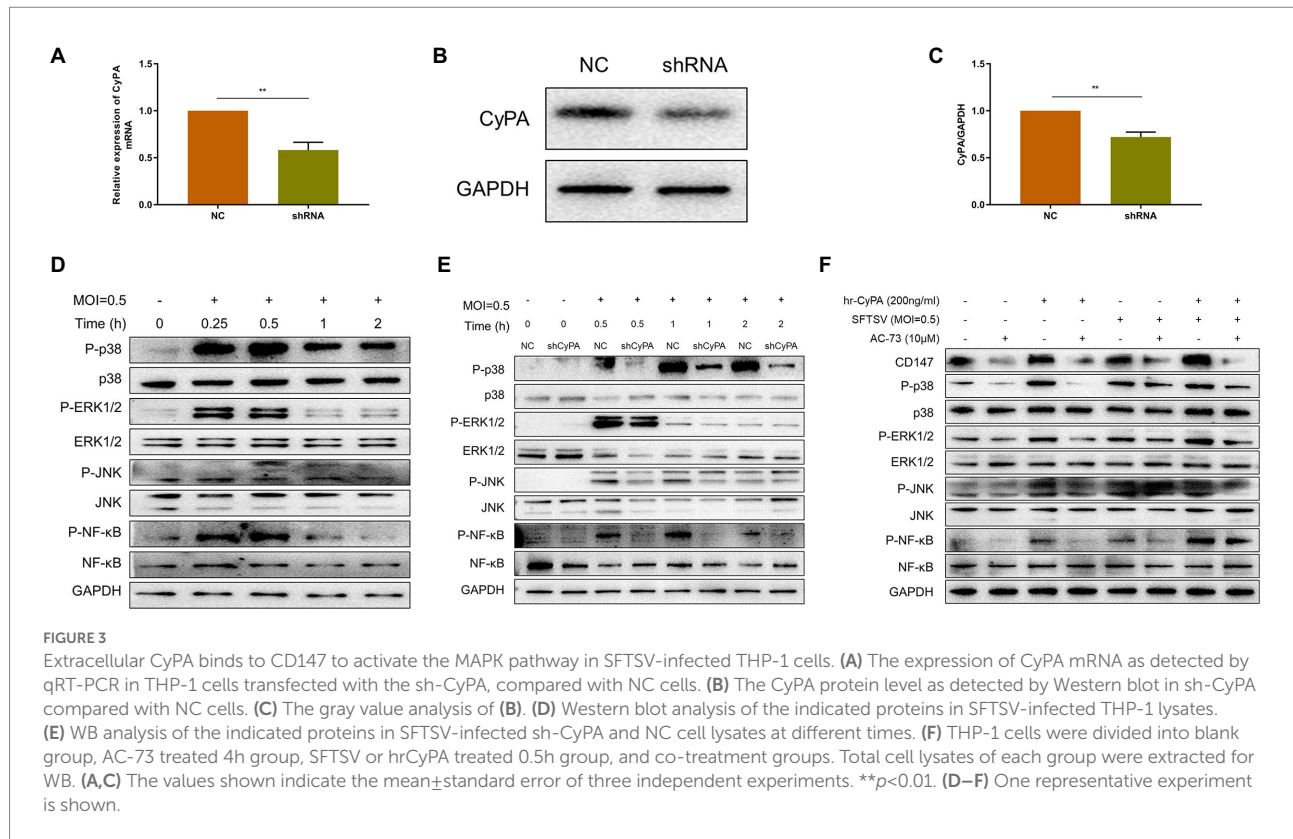 A
Relative expression of CyPA
mRNA
1.5
1.0
0.5
0.0
**
NC
shRNA
B
NC shRNA
CyPA
GAPDH
C
CyPA/GAPDH
1.5
1.0
0.5
0.0
**
NC
shRNA
D
MOI=0.5 - + + + +
Time (h) 0 0.25 0.5 1 2
P-p38
p38
P-ERK1/2
ERK1/2
P-JNK
JNK
P-NF-κB
NF-κB
GAPDH
E
MOI=0.5 - - + + + + + +
Time (h) 0 0 0.5 0.5 1 1 2 2
NC shCyPA NC shCyPA NC shCyPA NC shCyPA
P-p38
p38
P-ERK1/2
ERK1/2
P-JNK
JNK
P-NF-κB
NF-κB
GAPDH
F
hr-CyPA (200ng/ml) - - + + - - + +
SFTSV (MOI=0.5) - - - - + + + +
AC-73 (10μM) - + - + - + - +
CD147
P-p38
p38
P-ERK1/2
ERK1/2
P-JNK
JNK
P-NF-κB
NF-κB
GAPDH
FIGURE 3
Extracellular CyPA binds to CD147 to activate the MAPK pathway in SFTSV-infected THP-1 cells. (A) The expression of CyPA mRNA as detected by
qRT-PCR in THP-1 cells transfected with the sh-CyPA, compared with NC cells. (B) The CyPA protein level as detected by Western blot in sh-CyPA
compared with NC cells. (C) The gray value analysis of (B). (D) Western blot analysis of the indicated proteins in SFTSV-infected THP-1 lysates.
(E) WB analysis of the indicated proteins in SFTSV-infected sh-CyPA and NC cell lysates at different times. (F) THP-1 cells were divided into blank
group, AC-73 treated 4h group, SFTSV or hrCyPA treated 0.5h group, and co-treatment groups. Total cell lysates of each group were extracted for
WB. (A,C) The values shown indicate the mean±standard error of three independent experiments. **p<0.01. (D–F) One representative experiment
is shown.